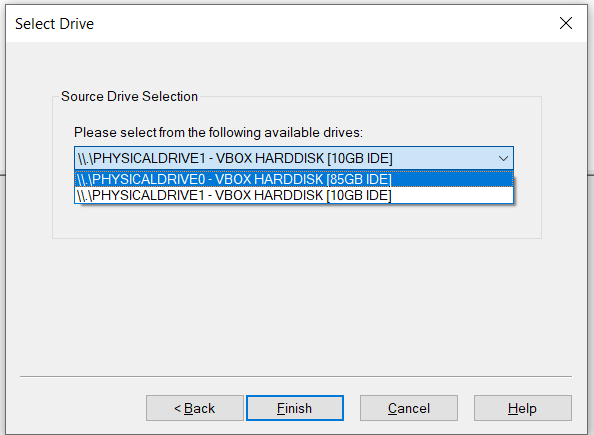 Select Drive
Source Drive Selection
Please select from the following available drives:
\\.\PHYSICALDRIVE1 - VBOX HARDDISK [10GB IDE]
\\.\PHYSICALDRIVE0 - VBOX HARDDISK [85GB IDE]
\\.\PHYSICALDRIVE1 - VBOX HARDDISK [10GB IDE]
< Back Finish Cancel Help